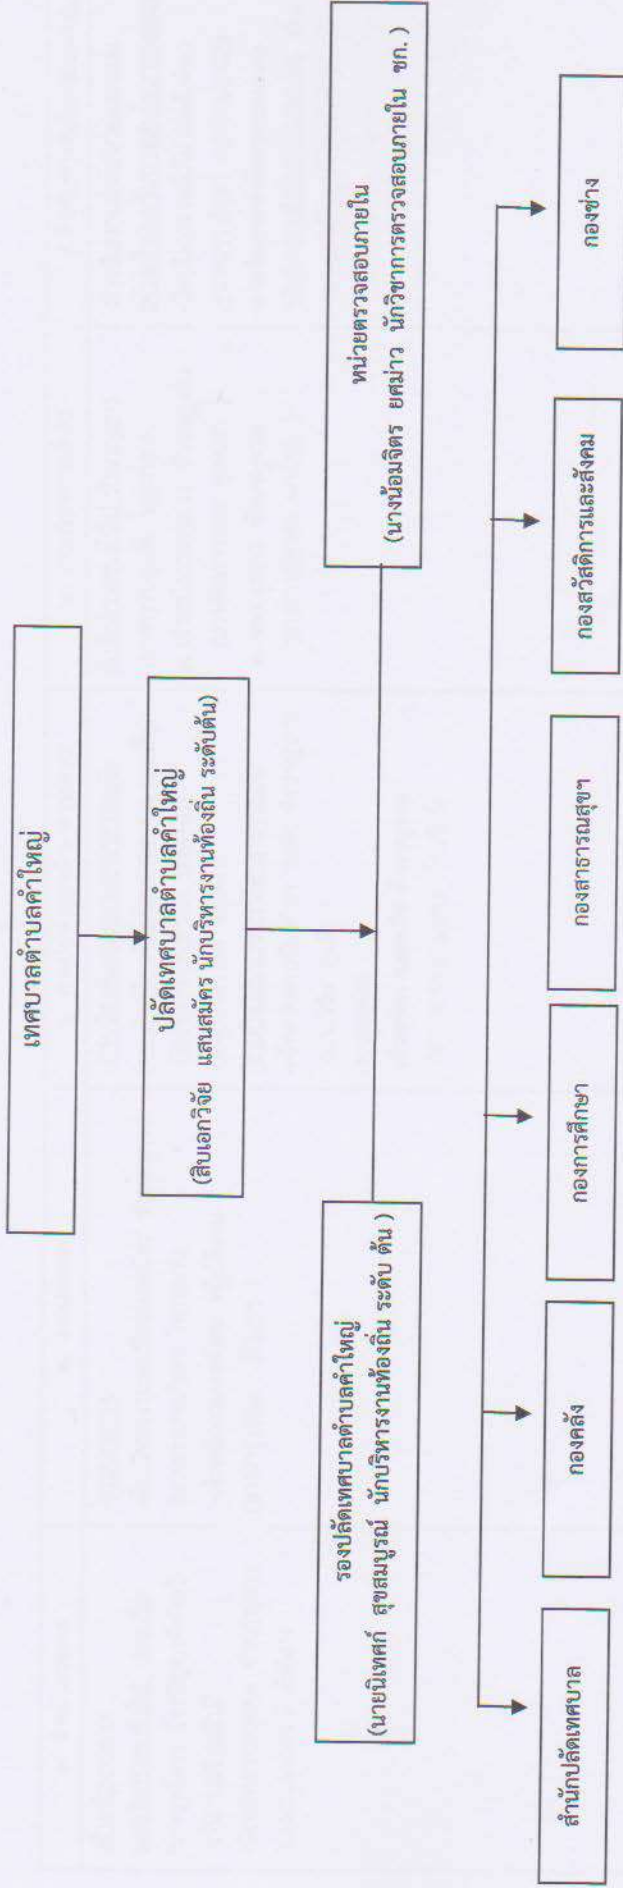 เทศบาลตำบลคำใหญ่
ปลัดเทศบาลตำบลคำใหญ่
(สิบเอกวิจัย แสนสมัคร นักบริหารงานท้องถิ่น ระดับต้น)
รองปลัดเทศบาลตำบลคำใหญ่
(นายนิเทศก์ สุขสมบูรณ์ นักบริหารงานท้องถิ่น ระดับ ต้น )
หน่วยตรวจสอบภายใน
(นางน้อมจิตร ยศม่าว นักวิชาการตรวจสอบภายใน ชก. )
สำนักปลัดเทศบาล
กองคลัง
กองการศึกษา
กองสาธารณสุขฯ
กองสวัสดิการและสังคม
กองช่าง